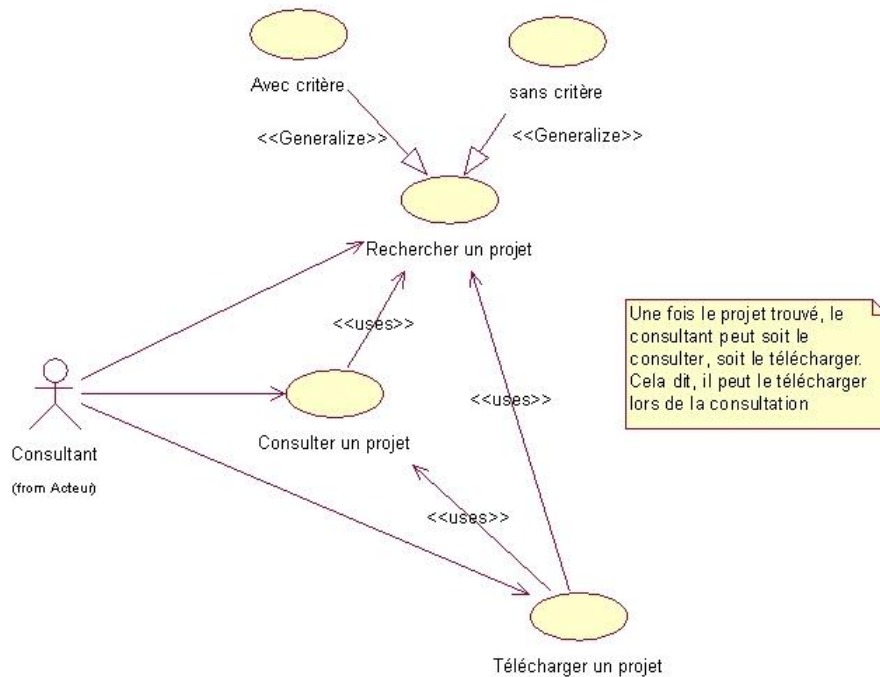 Avec critère
sans critère
<<Generalize>>
<<Generalize>>
Rechercher un projet
<<uses>>
Une fois le projet trouvé, le
consultant peut soit le
consulter, soit le télécharger.
Cela dit, il peut le télécharger
lors de la consultation
<<uses>>
Consulter un projet
Consultant
(from Acteur)
<<uses>>
Télécharger un projet